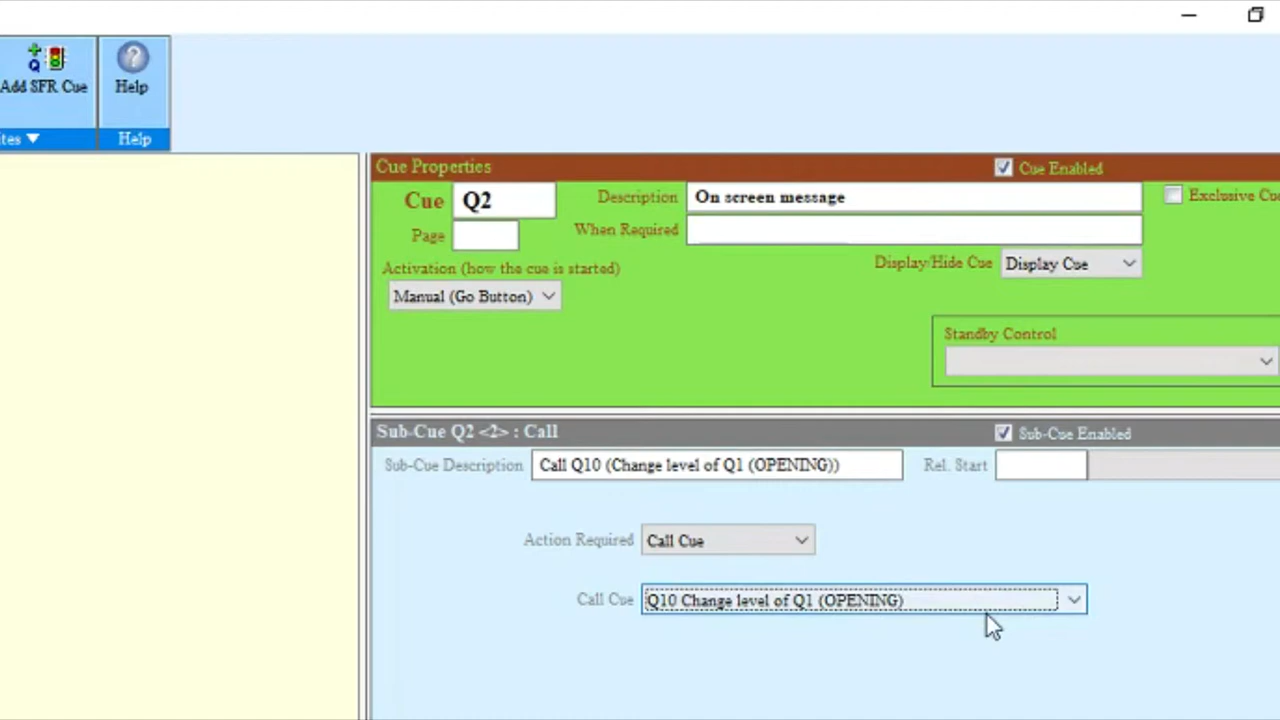 Add SFR Cue
Help
ites
Help
Cue Properties
Cue Enabled
Cue
Q2
Description
On screen message
Exclusive Cue
Page
When Required
Activation (how the cue is started)
Display/Hide Cue
Display Cue
Manual (Go Button)
Standby Control
Sub-Cue Q2 <2> : Call
Sub-Cue Enabled
Sub-Cue Description
Call Q10 (Change level of Q1 (OPENING))
Rel. Start
Action Required
Call Cue
Call Cue
Q10 Change level of Q1 (OPENING)